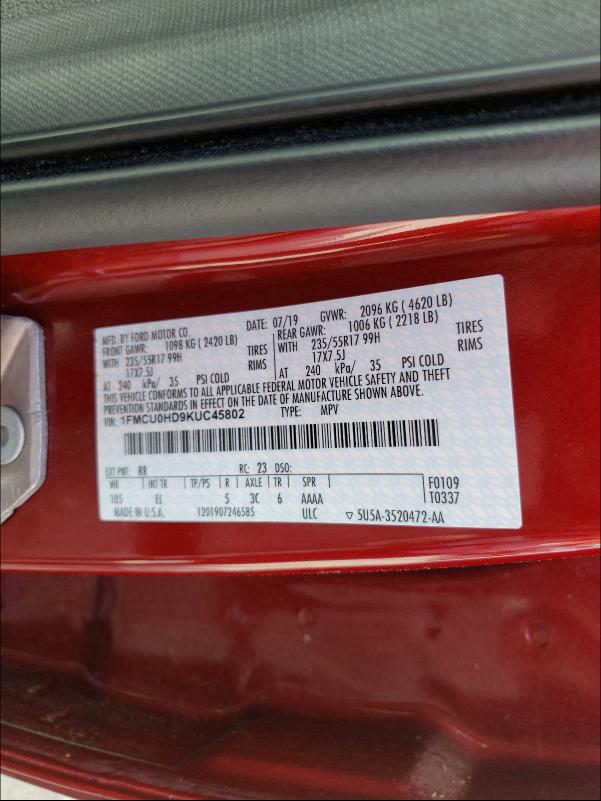 MFD. BY FORD MOTOR CO. DATE: 07/19 GVWR: 2096 KG ( 4620 LB)
FRONT GAWR: 1098 KG ( 2420 LB) REAR GAWR: 1006 KG ( 2218 LB)
WITH 235/55R17 99H TIRES WITH 235/55R17 99H TIRES
17X7.5J RIMS 17X7.5J RIMS
AT 240 kPa/ 35 PSI COLD AT 240 kPa/ 35 PSI COLD
THIS VEHICLE CONFORMS TO ALL APPLICABLE FEDERAL MOTOR VEHICLE SAFETY AND THEFT
PREVENTION STANDARDS IN EFFECT ON THE DATE OF MANUFACTURE SHOWN ABOVE.
VIN: 1FMCU0HD9KUC45802 TYPE: MPV
EXT PNT: RR RC: 23 DSO:
WB INT TR TP/PS R AXLE TR SPR F0109
105 EL 5 3C 6 AAAA T0337
MADE IN U.S.A. 1201907246585 ULC ▽ 5U5A-3520472-AA